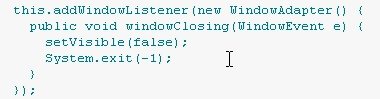 this.addWindowListener(new WindowAdapter() {
  public void windowClosing(WindowEvent e) {
    setVisible(false);
    System.exit(-1);
  }
});